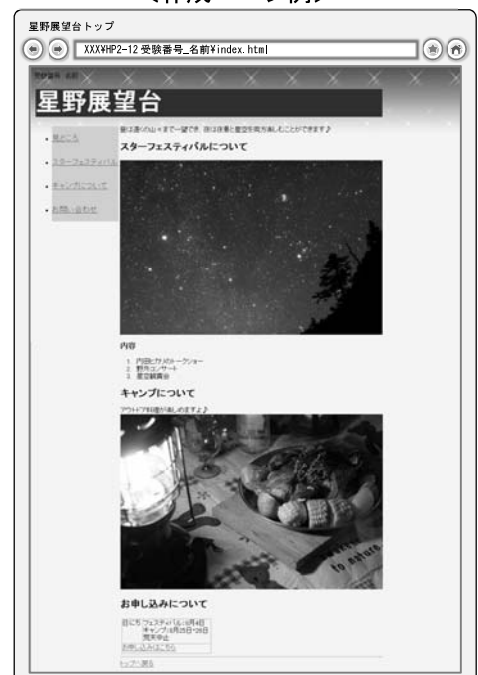 星野展望台トップ
XXX¥HP2-12 受験番号_名前¥index.html
受験番号 名前
星野展望台
昼は遠くの山々まで一望でき、夜は夜景と星空を両方楽しむことができます♪
・見どころ
・スターフェスティバル
・キャンプについて
・お問い合わせ
スターフェスティバルについて
内容
1. 内田ヒカリのトークショー
2. 野外コンサート
3. 星空観賞会
キャンプについて
アウトドア料理が楽しめますよ♪
お申し込みについて
日にち フェスティバル:8月4日
キャンプ:8月25日・26日
荒天中止
お申し込みはこちら
トップへ戻る